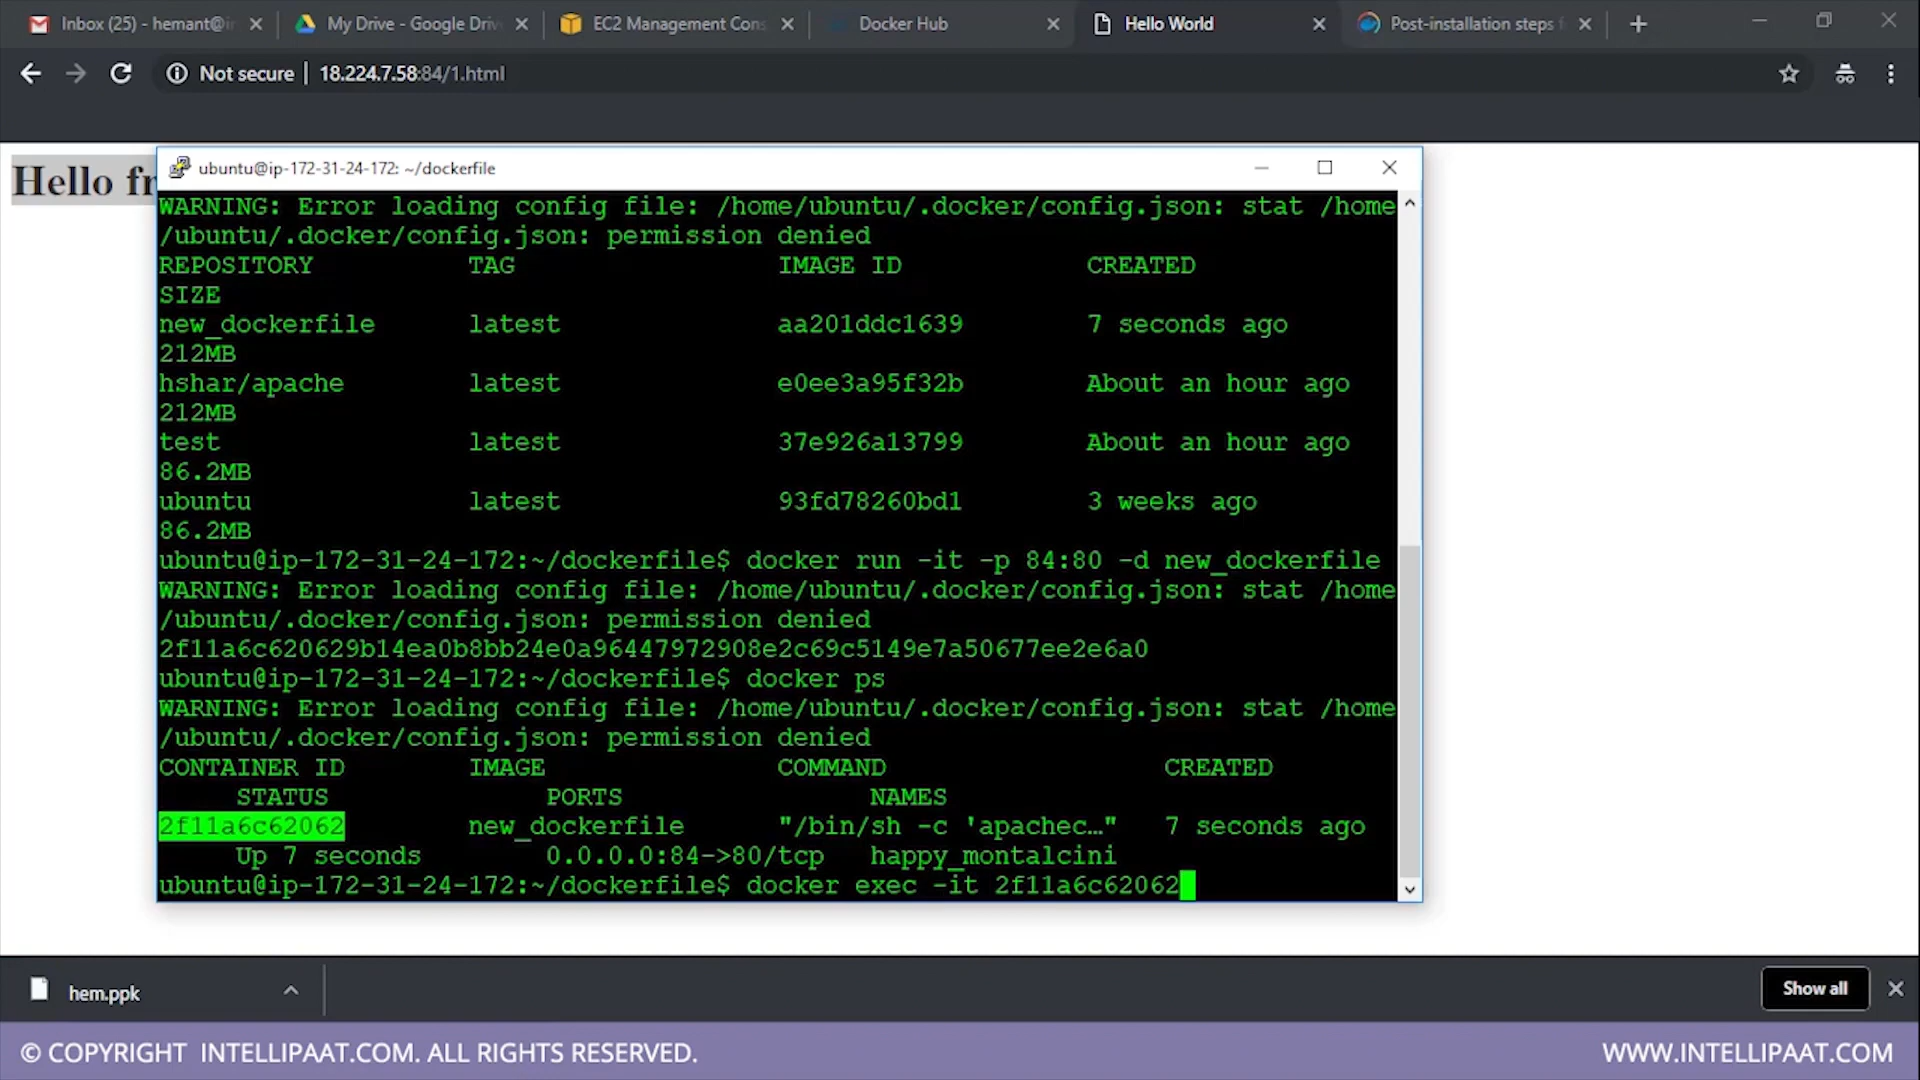 Inbox (25) - hemant@in
My Drive - Google Driv
EC2 Management Cons
Docker Hub
Hello World
Post-installation steps f
Not secure | 18.224.7.58:84/1.html
Hello fr
ubuntu@ip-172-31-24-172: ~/dockerfile
WARNING: Error loading config file: /home/ubuntu/.docker/config.json: stat /home
/ubuntu/.docker/config.json: permission denied
REPOSITORY TAG IMAGE ID CREATED
SIZE
new_dockerfile latest aa201ddc1639 7 seconds ago
212MB
hshar/apache latest e0ee3a95f32b About an hour ago
212MB
test latest 37e926a13799 About an hour ago
86.2MB
ubuntu latest 93fd78260bd1 3 weeks ago
86.2MB
ubuntu@ip-172-31-24-172:~/dockerfile$ docker run -it -p 84:80 -d new_dockerfile
WARNING: Error loading config file: /home/ubuntu/.docker/config.json: stat /home
/ubuntu/.docker/config.json: permission denied
2f11a6c620629b14ea0b8bb24e0a96447972908e2c69c5149e7a50677ee2e6a0
ubuntu@ip-172-31-24-172:~/dockerfile$ docker ps
WARNING: Error loading config file: /home/ubuntu/.docker/config.json: stat /home
/ubuntu/.docker/config.json: permission denied
CONTAINER ID IMAGE COMMAND CREATED
STATUS PORTS NAMES
2f11a6c62062 new_dockerfile "/bin/sh -c 'apachec…" 7 seconds ago
Up 7 seconds 0.0.0.0:84->80/tcp happy_montalcini
ubuntu@ip-172-31-24-172:~/dockerfile$ docker exec -it 2f11a6c62062
hem.ppk
Show all
© COPYRIGHT INTELLIPAAT.COM. ALL RIGHTS RESERVED.
WWW.INTELLIPAAT.COM